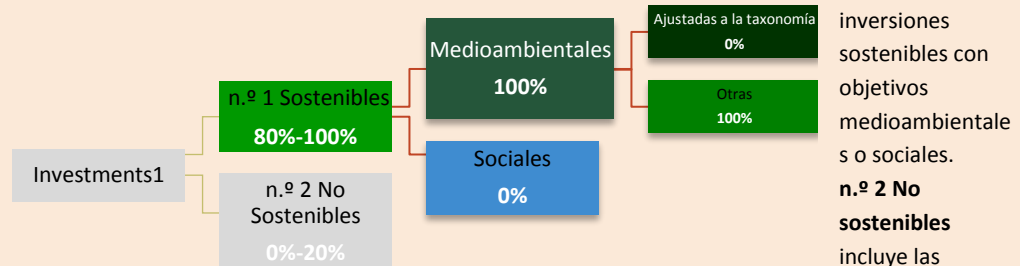 Investments1
n.º 1 Sostenibles
80%-100%
n.º 2 No
Sostenibles
0%-20%
Medioambientales
100%
Sociales
0%
Ajustadas a la taxonomía
0%
Otras
100%
inversiones
sostenibles con
objetivos
medioambientale
s o sociales.
n.º 2 No
sostenibles
incluye las